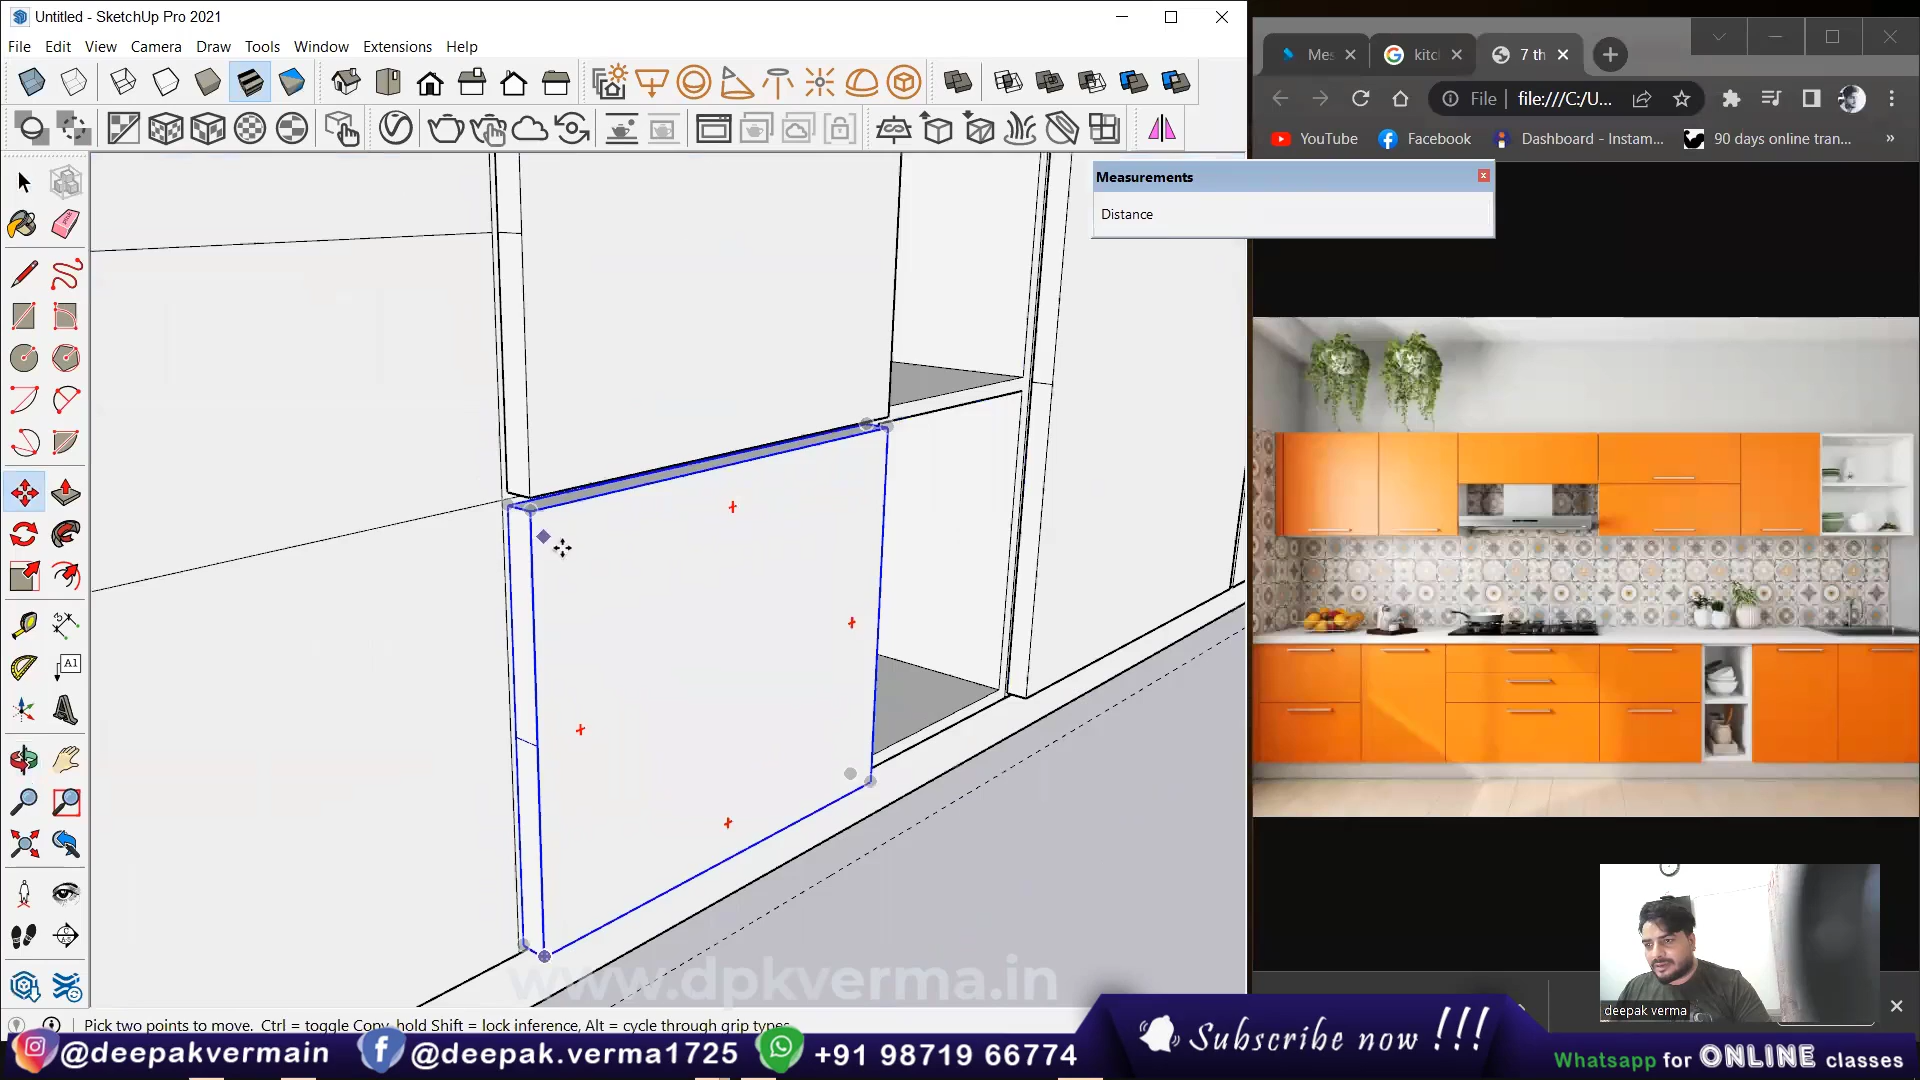 Untitled - SketchUp Pro 2021
File Edit View Camera Draw Tools Window Extensions Help
Measurements
Distance
A1
7 th
File file:///C:/U...
YouTube Facebook Dashboard - Instam... 90 days online tran... »
www.dpkverma.in
deepak verma
Pick two points to move. Ctrl = toggle Copy, hold Shift = lock inference, Alt = cycle through grip types
@deepakvermain @deepak.verma1725 +91 98719 66774
Subscribe now !!!
Whatsapp for ONLINE classes